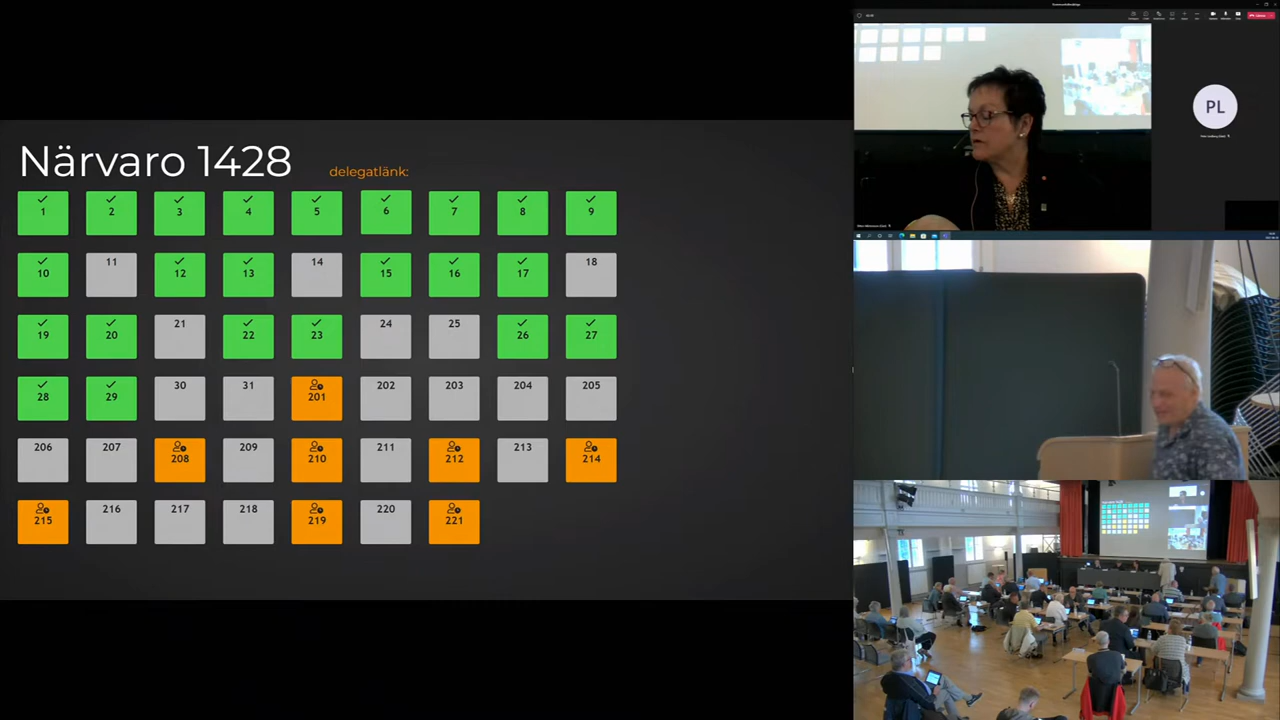 Närvaro 1428
delegatlänk:
1 2 3 4 5 6 7 8 9
10 11 12 13 14 15 16 17 18
19 20 21 22 23 24 25 26 27
28 29 30 31 201 202 203 204 205
206 207 208 209 210 211 212 213 214
215 216 217 218 219 220 221
PL